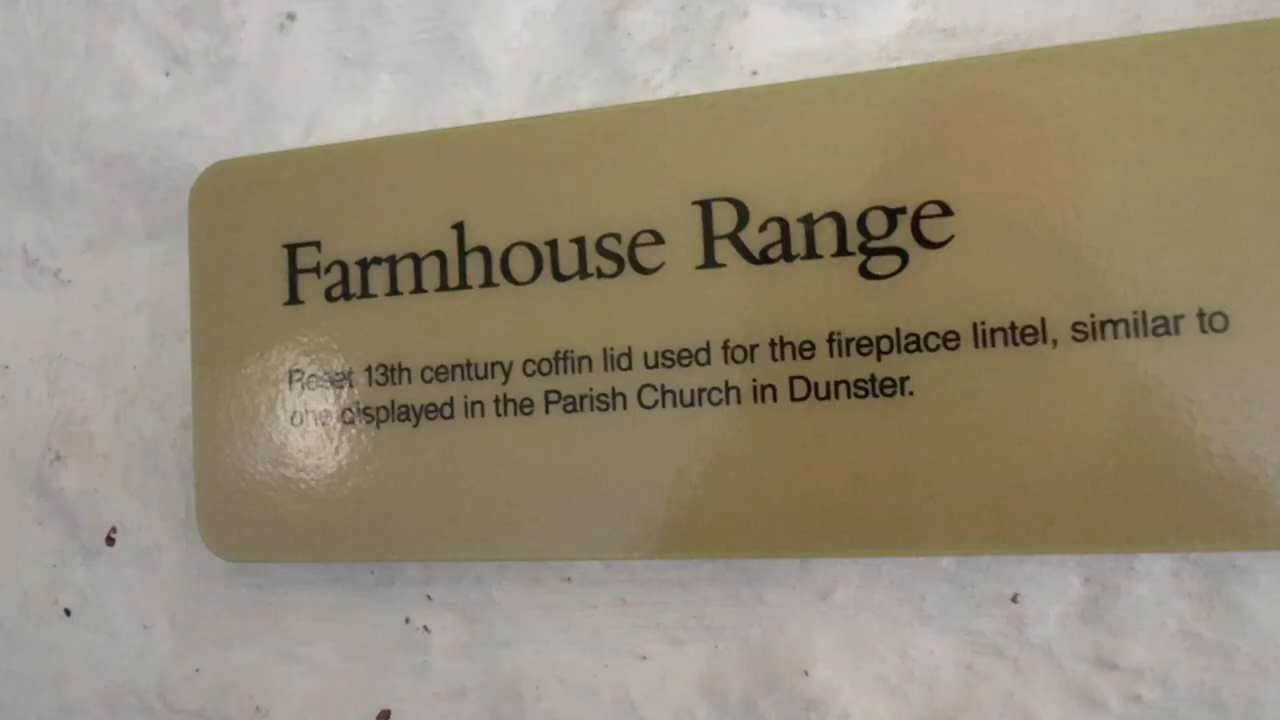 Farmhouse Range
Reset 13th century coffin lid used for the fireplace lintel, similar to
one displayed in the Parish Church in Dunster.